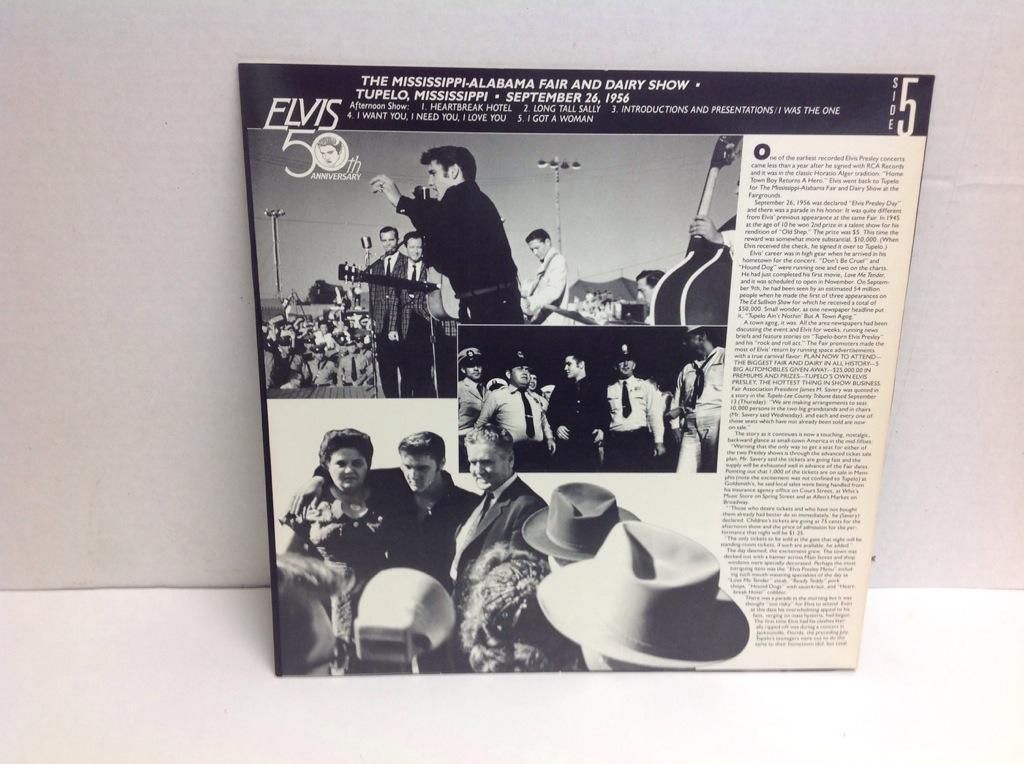 THE MISSISSIPPI-ALABAMA FAIR AND DAIRY SHOW •
TUPELO, MISSISSIPPI • SEPTEMBER 26, 1956
Afternoon Show: 1. HEARTBREAK HOTEL 2. LONG TALL SALLY 3. INTRODUCTIONS AND PRESENTATIONS/I WAS THE ONE
4. I WANT YOU, I NEED YOU, I LOVE YOU 5. I GOT A WOMAN
SIDE 5
ELVIS
50th
ANNIVERSARY
One of the earliest recorded Elvis Presley concerts
came less than a year after he signed with RCA Records
and it was in the classic Horatio Alger tradition: "Home
Town Boy Returns A Hero." Elvis went back to Tupelo
for The Mississippi-Alabama Fair and Dairy Show at the
Fairgrounds.
September 26, 1956 was declared "Elvis Presley Day"
and there was a parade in his honor. It was quite different
from Elvis' previous appearance at the same Fair. In 1945
at the age of 10 he won 2nd prize in a talent show for his
rendition of "Old Shep." The prize was $5. This time the
reward was somewhat more substantial, $10,000. (When
Elvis received the check, he signed it over to Tupelo.)
Elvis' career was in high gear when he arrived in his
hometown for the concert. "Don't Be Cruel" and
"Hound Dog" were running one and two on the charts.
He had just completed his first movie, Love Me Tender,
and it was scheduled to open in November. On Septem-
ber 9th, he had been seen by an estimated 54 million
people when he made the first of three appearances on
The Ed Sullivan Show for which he received a total of
$50,000. Small wonder, as one newspaper headline put
it, "Tupelo Ain't Nothin' But A Town Agog."
A town agog, it was. All the area newspapers had been
discussing the event and Elvis for weeks, running news
briefs and feature stories on "Tupelo-born Elvis Presley"
and his "rock and roll act." The Fair promoters made the
most of Elvis' return by running space advertisements
with a true carnival flavor: PLAN NOW TO ATTEND—
THE BIGGEST FAIR AND DAIRY IN ALL HISTORY—5
BIG AUTOMOBILES GIVEN AWAY—$25,000.00 IN
PREMIUMS AND PRIZES—TUPELO'S OWN ELVIS
PRESLEY, THE HOTTEST THING IN SHOW BUSINESS.
Fair Association President James M. Savery was quoted in
a story in the Tupelo-Lee County Tribune dated September
13 (Thursday): "We are making arrangements to seat
10,000 persons in the two big grandstands and in chairs
(Mr. Savery said Wednesday), and each and every one of
those seats which have not already been sold are now
on sale."
The story as it continues is now a touching, nostalgic,
backward glance at small-town America in the mid-fifties:
"Warning that the only way to get a seat for either of
the two Presley shows is through the advanced ticket sale
plan, Mr. Savery said the tickets are going fast and the
supply will be exhausted well in advance of the Fair dates.
Pointing out that 1,000 of the tickets are on sale in Mem-
phis (note the excitement was not confined to Tupelo) at
Goldsmith's, he said local sales were being handled from
his insurance agency office on Court Street, at Whit's
Music Store on Spring Street and at Allen's Market on
Broadway.
"Those who desire tickets and who have not bought
them already had better do so immediately,' he (Savery)
declared. Children's tickets are going at 75 cents for the
afternoon show and the price of admission for the per-
formance that night will be $1.25.
"The only tickets to be sold at the gate that night will be
standing-room tickets, if such are available, he added."
The day dawned, the excitement grew. The town was
decked out with a banner across Main Street and shop
windows were specially decorated. Perhaps the most
intriguing item was the "Elvis Presley Menu" includ-
ing such mouth-watering specialties of the day as
"Love Me Tender" steak, "Ready Teddy" pork
chops, "Hound Dogs" with sauerkraut, and "Heart-
break Hotel" cobbler.
There was a parade in the morning but it was
thought "too risky" for Elvis to attend. Even
at this date his overwhelming appeal to his
fans, verging on mass hysteria, had begun.
The first time Elvis had his clothes liter-
ally ripped off was during a concert in
Jacksonville, Florida, the preceding July.
Tupelo's teenagers were out to do the
same to their hometown idol, but total